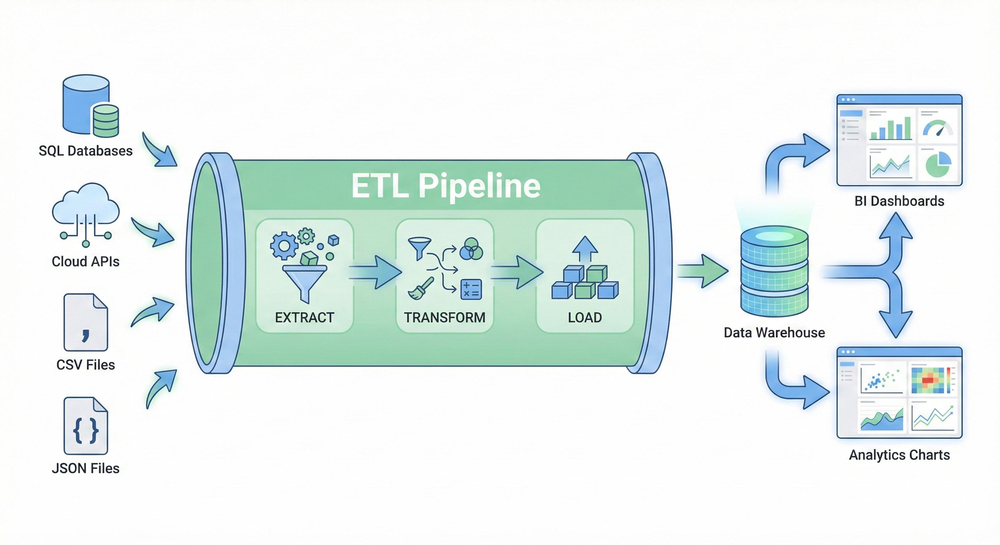 SQL Databases
Cloud APIs
,
CSV Files
{ }
JSON Files
ETL Pipeline
EXTRACT
TRANSFORM
+ −
× =
LOAD
Data Warehouse
BI Dashboards
Analytics Charts